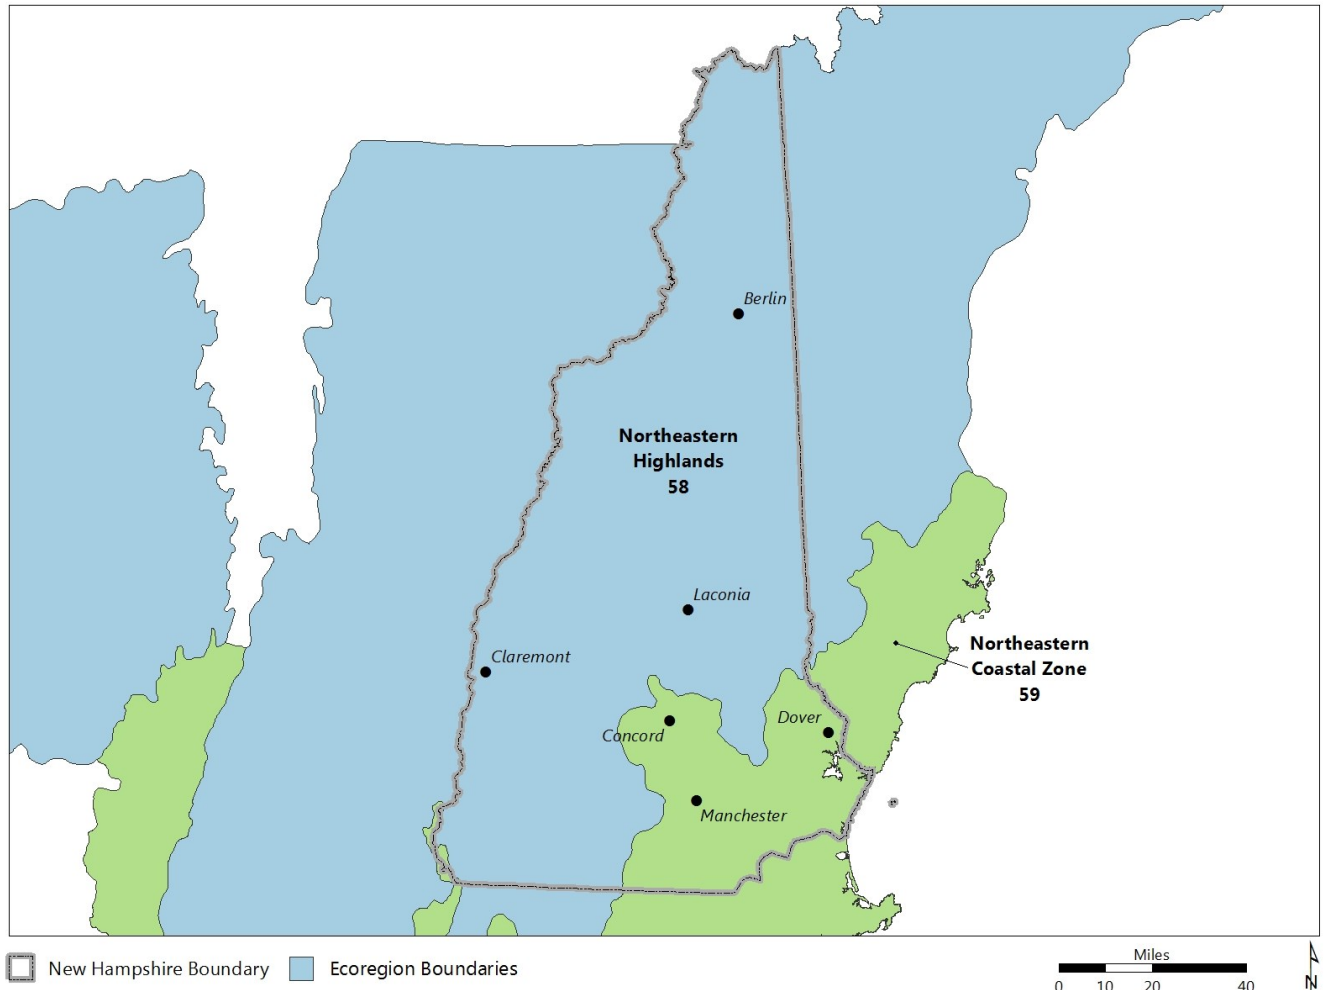 Berlin
Northeastern
Highlands
58
Laconia
Claremont
Northeastern
Coastal Zone
59
Dover
Concord
Manchester
New Hampshire Boundary
Ecoregion Boundaries
Miles
0 10 20 40
N